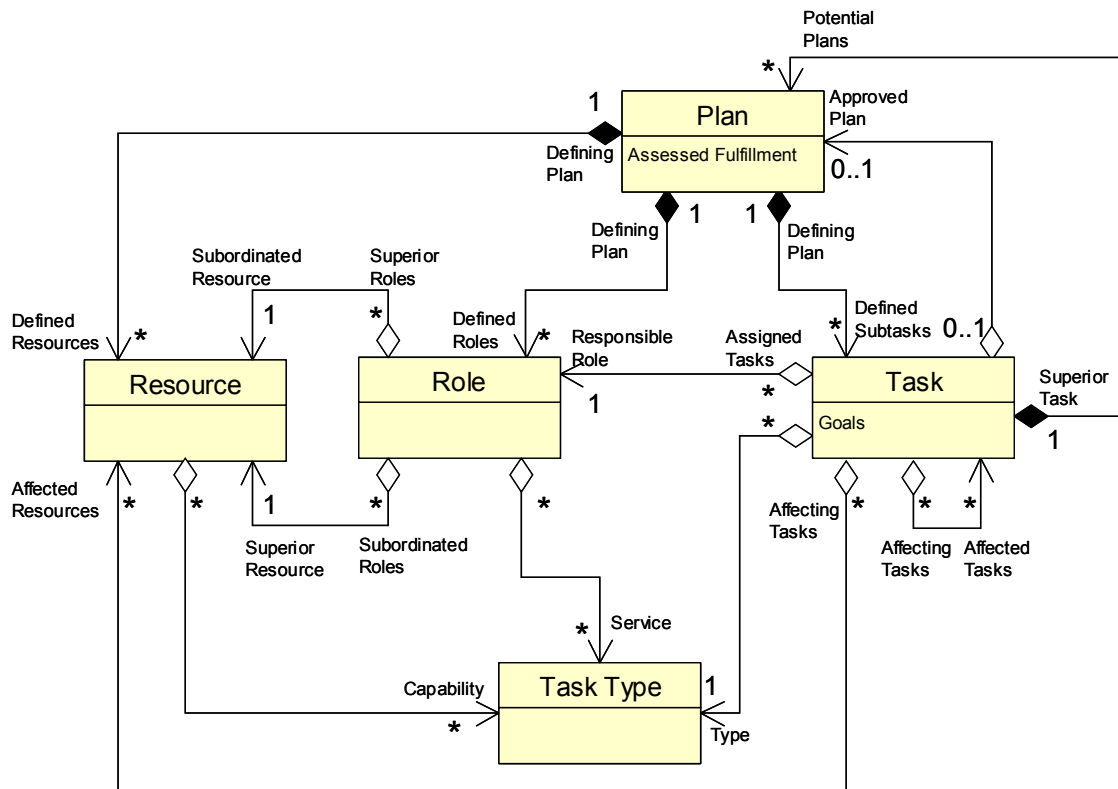 Potential
Plans
*
1
Plan
Approved
Plan
Defining
Plan
Assessed Fulfillment
0..1
1
1
Defining
Plan
Defining
Plan
Subordinated
Resource
Superior
Roles
1
*
Defined
Resources
*
Defined
Roles
*
Responsible
Role
Assigned
Tasks
*
Defined
Subtasks
0..1
Resource
Role
Task
Superior
Task
1
*
*
Goals
1
Affected
Resources
*
*
1
*
*
Affecting
Tasks
*
*
*
Superior
Resource
Subordinated
Roles
Affecting
Tasks
Affected
Tasks
*
Service
Capability
*
Task Type
1
Type